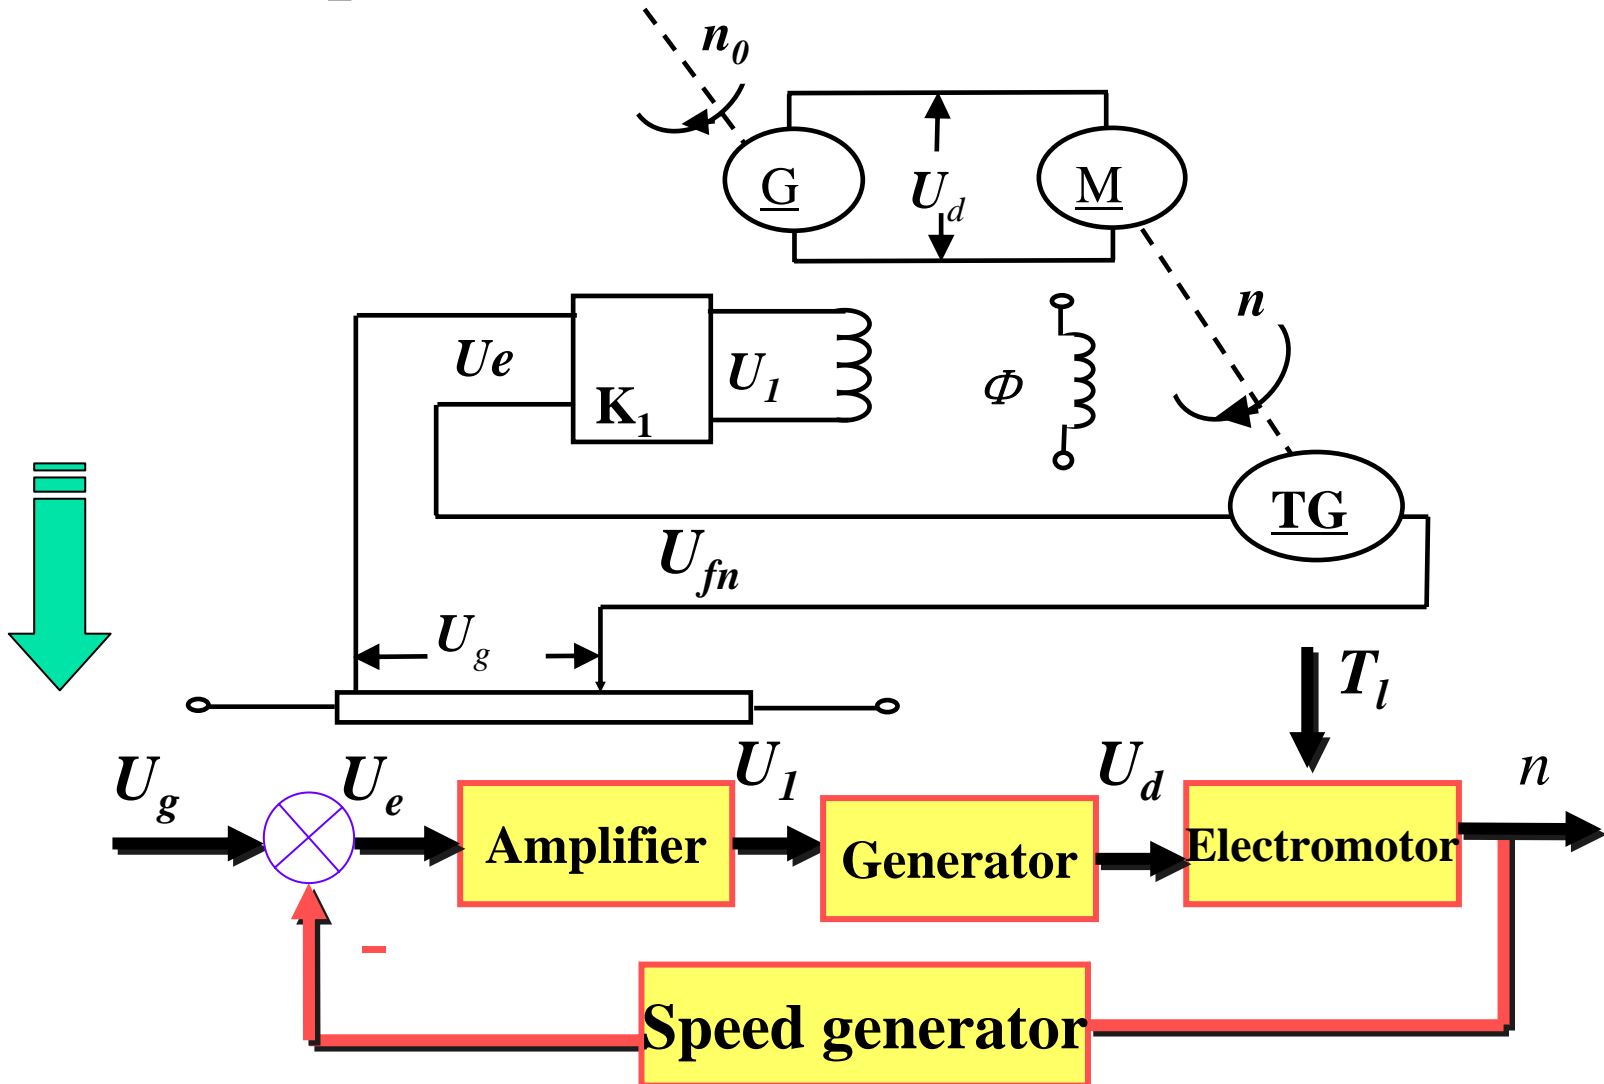 n0
G
Ud
M
n
Ue
K1
U1
Φ
TG
Ufn
Ug
Tl
Ug
Ue
U1
Ud
n
Amplifier
Generator
Electromotor
-
Speed generator